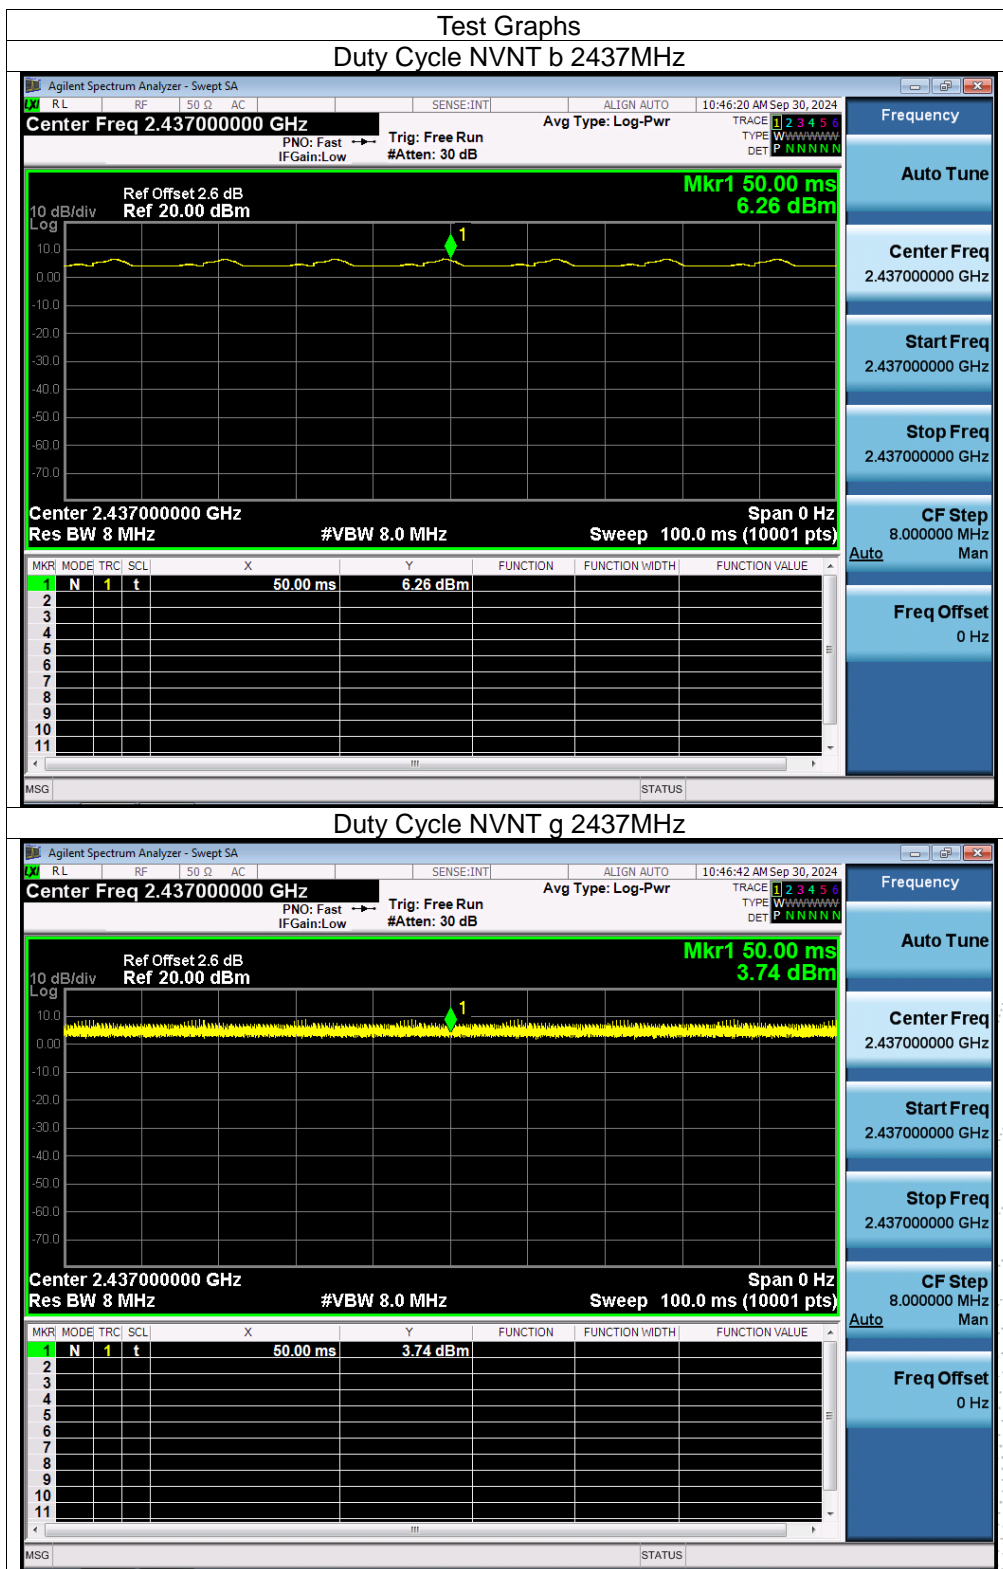 Test Graphs
Duty Cycle NVNT b 2437MHz
Agilent Spectrum Analyzer - Swept SA
LXI RL RF 50 Ω AC SENSE:INT ALIGN AUTO 10:46:20 AM Sep 30, 2024
Center Freq 2.437000000 GHz Avg Type: Log-Pwr TRACE 1 2 3 4 5 6
PNO: Fast Trig: Free Run TYPE WWWWWW
IFGain:Low #Atten: 30 dB DET P N N N N N
Mkr1 50.00 ms
Ref Offset 2.6 dB 6.26 dBm
10 dB/div Ref 20.00 dBm
Log
1
10.0
0.00
-10.0
-20.0
-30.0
-40.0
-50.0
-60.0
-70.0
Center 2.437000000 GHz Span 0 Hz
Res BW 8 MHz #VBW 8.0 MHz Sweep 100.0 ms (10001 pts)
MKR MODE TRC SCL X Y FUNCTION FUNCTION WIDTH FUNCTION VALUE
1 N 1 t 50.00 ms 6.26 dBm
2
3
4
5
6
7
8
9
10
11
MSG STATUS
Frequency
Auto Tune
Center Freq
2.437000000 GHz
Start Freq
2.437000000 GHz
Stop Freq
2.437000000 GHz
CF Step
8.000000 MHz
Auto Man
Freq Offset
0 Hz
Duty Cycle NVNT g 2437MHz
Agilent Spectrum Analyzer - Swept SA
LXI RL RF 50 Ω AC SENSE:INT ALIGN AUTO 10:46:42 AM Sep 30, 2024
Center Freq 2.437000000 GHz Avg Type: Log-Pwr TRACE 1 2 3 4 5 6
PNO: Fast Trig: Free Run TYPE WWWWWW
IFGain:Low #Atten: 30 dB DET P N N N N N
Mkr1 50.00 ms
Ref Offset 2.6 dB 3.74 dBm
10 dB/div Ref 20.00 dBm
Log
1
10.0
0.00
-10.0
-20.0
-30.0
-40.0
-50.0
-60.0
-70.0
Center 2.437000000 GHz Span 0 Hz
Res BW 8 MHz #VBW 8.0 MHz Sweep 100.0 ms (10001 pts)
MKR MODE TRC SCL X Y FUNCTION FUNCTION WIDTH FUNCTION VALUE
1 N 1 t 50.00 ms 3.74 dBm
2
3
4
5
6
7
8
9
10
11
MSG STATUS
Frequency
Auto Tune
Center Freq
2.437000000 GHz
Start Freq
2.437000000 GHz
Stop Freq
2.437000000 GHz
CF Step
8.000000 MHz
Auto Man
Freq Offset
0 Hz